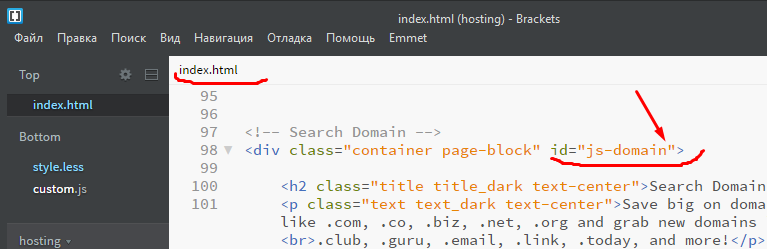 index.html (hosting) - Brackets
Файл Правка Поиск Вид Навигация Отладка Помощь Emmet
Top
index.html
Bottom
style.less
custom.js
hosting
index.html
95
96
97 <!-- Search Domain -->
98 <div class="container page-block" id="js-domain">
99
100 <h2 class="title title_dark text-center">Search Domain
101 <p class="text text_dark text-center">Save big on doma
like .com, .co, .biz, .net, .org and grab new domains
<br>.club, .guru, .email, .link, .today, and more!</p>